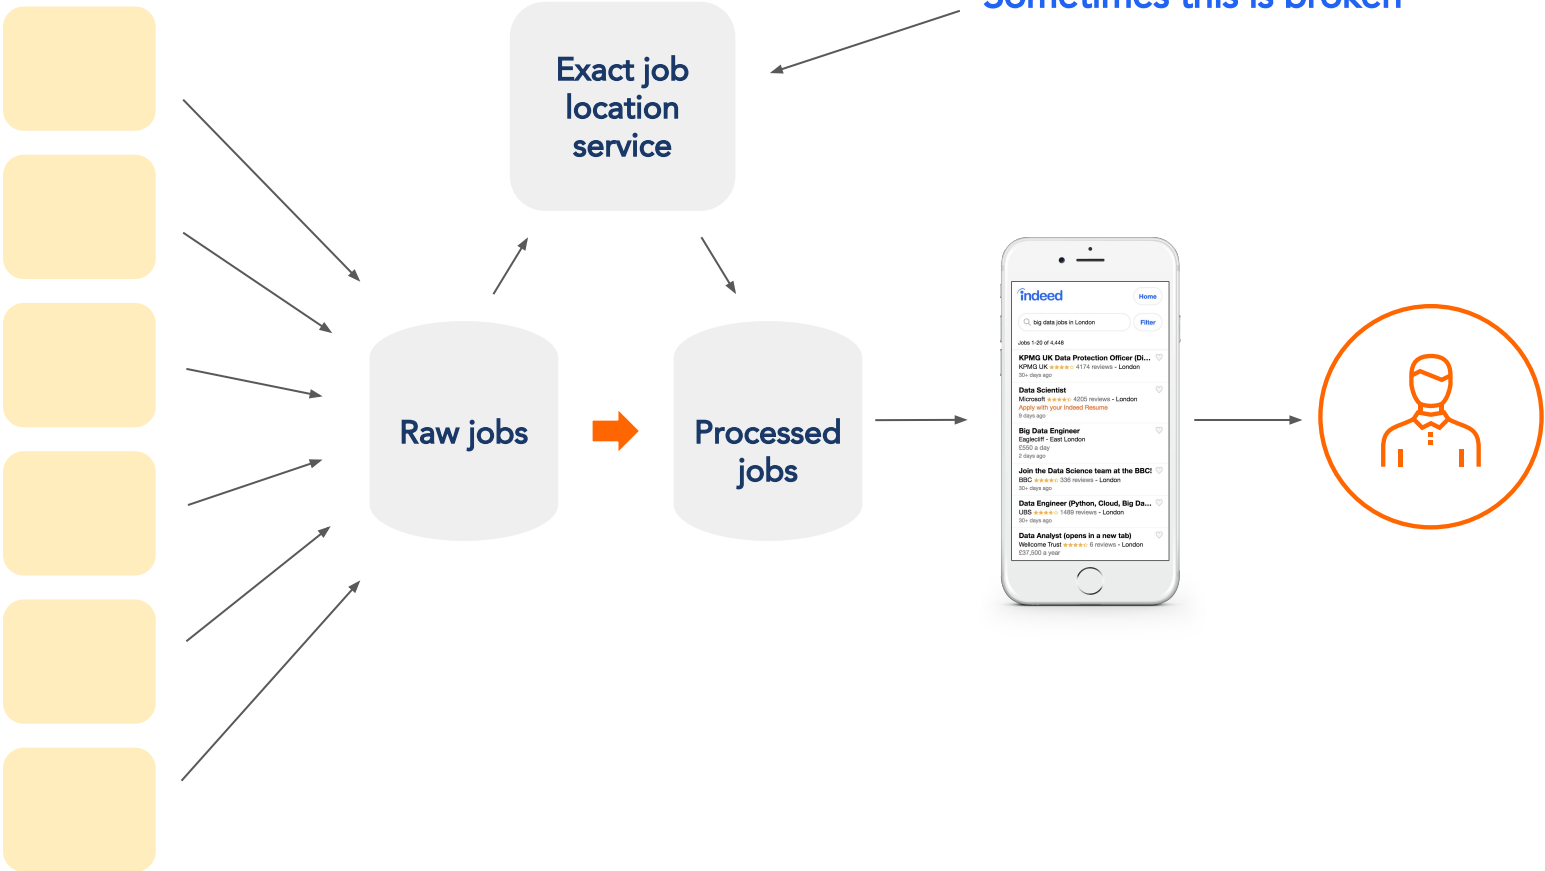 Sometimes this is broken
Exact job
location
service
Raw jobs
Processed
jobs
indeed
Home
big data jobs in London
Filter
Jobs 1-20 of 4,448
KPMG UK Data Protection Officer (Di...
KPMG UK ★★★★☆ 4174 reviews - London
30+ days ago
Data Scientist
Microsoft ★★★★☆ 4205 reviews - London
Apply with your Indeed Resume
9 days ago
Big Data Engineer
Eaglecliff - East London
£550 a day
2 days ago
Join the Data Science team at the BBC!
BBC ★★★★☆ 336 reviews - London
30+ days ago
Data Engineer (Python, Cloud, Big Da...
UBS ★★★★☆ 1489 reviews - London
30+ days ago
Data Analyst (opens in a new tab)
Wellcome Trust ★★★★☆ 6 reviews - London
£37,500 a year